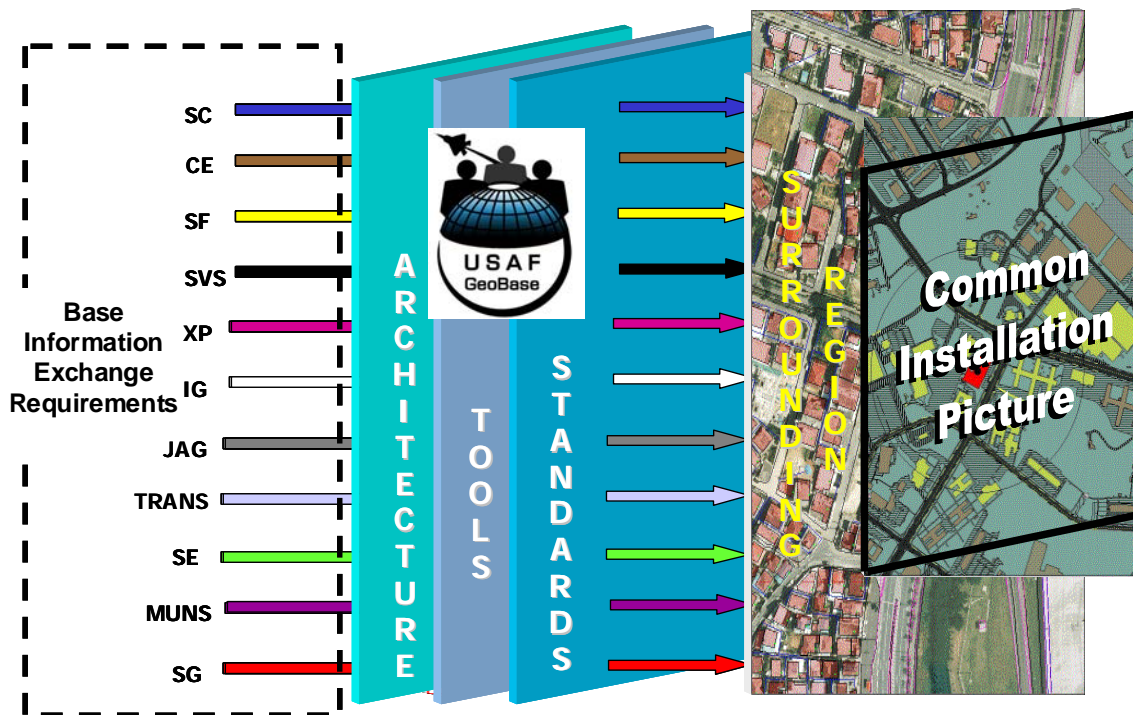 SC
CE
SF
SVS
XP
IG
JAG
TRANS
SE
MUNS
SG
Base
Information
Exchange
Requirements
ARCHITECTURE
TOOLS
STANDARDS
USAF
GeoBase
SURROUNDING
REGION
Common
Installation
Picture